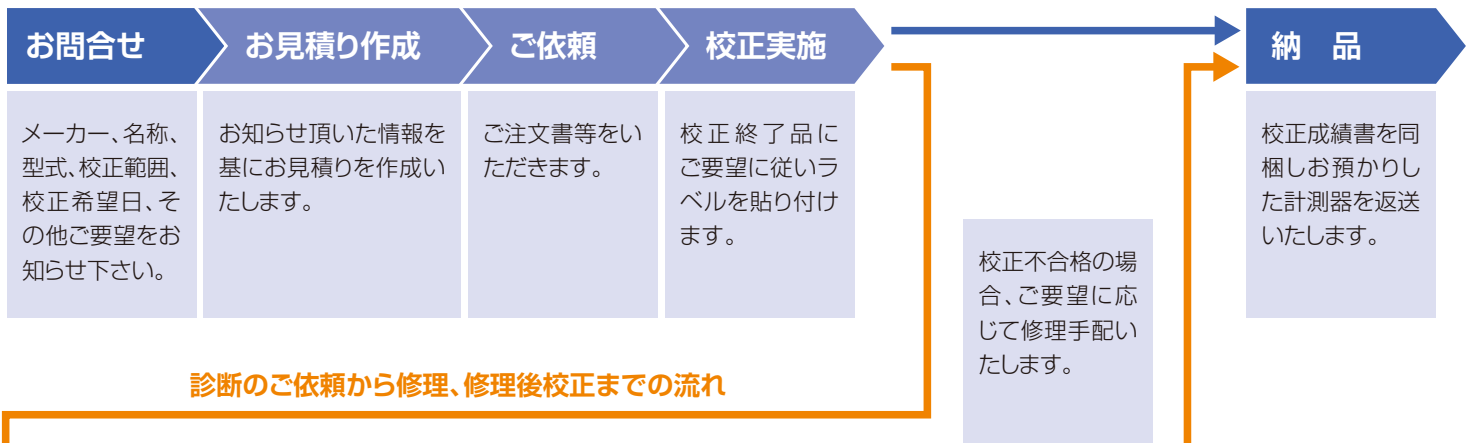 お問合せ
お見積り作成
ご依頼
校正実施
納　品
メーカー、名称、
型式、校正範囲、
校正希望日、そ
の他ご要望をお
知らせ下さい。
お知らせ頂いた情報を
基にお見積りを作成い
たします。
ご注文書等をい
ただきます。
校正終了品に
ご要望に従いラ
ベルを貼り付け
ます。
校正不合格の場
合、ご要望に応
じて修理手配い
たします。
校正成績書を同
梱しお預かりし
た計測器を返送
いたします。
診断のご依頼から修理、修理後校正までの流れ